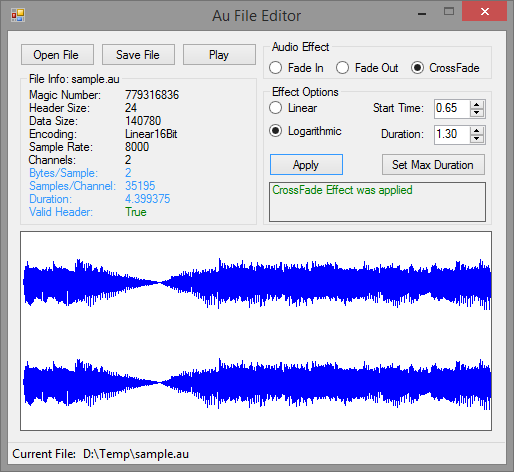 Au File Editor
Open File Save File Play
File Info: sample.au
Magic Number: 779316836
Header Size: 24
Data Size: 140780
Encoding: Linear16Bit
Sample Rate: 8000
Channels: 2
Bytes/Sample: 2
Samples/Channel: 35195
Duration: 4.399375
Valid Header: True
Audio Effect
Fade In Fade Out CrossFade
Effect Options
Linear Start Time: 0.65
Logarithmic Duration: 1.30
Apply Set Max Duration
CrossFade Effect was applied
Current File: D:\Temp\sample.au